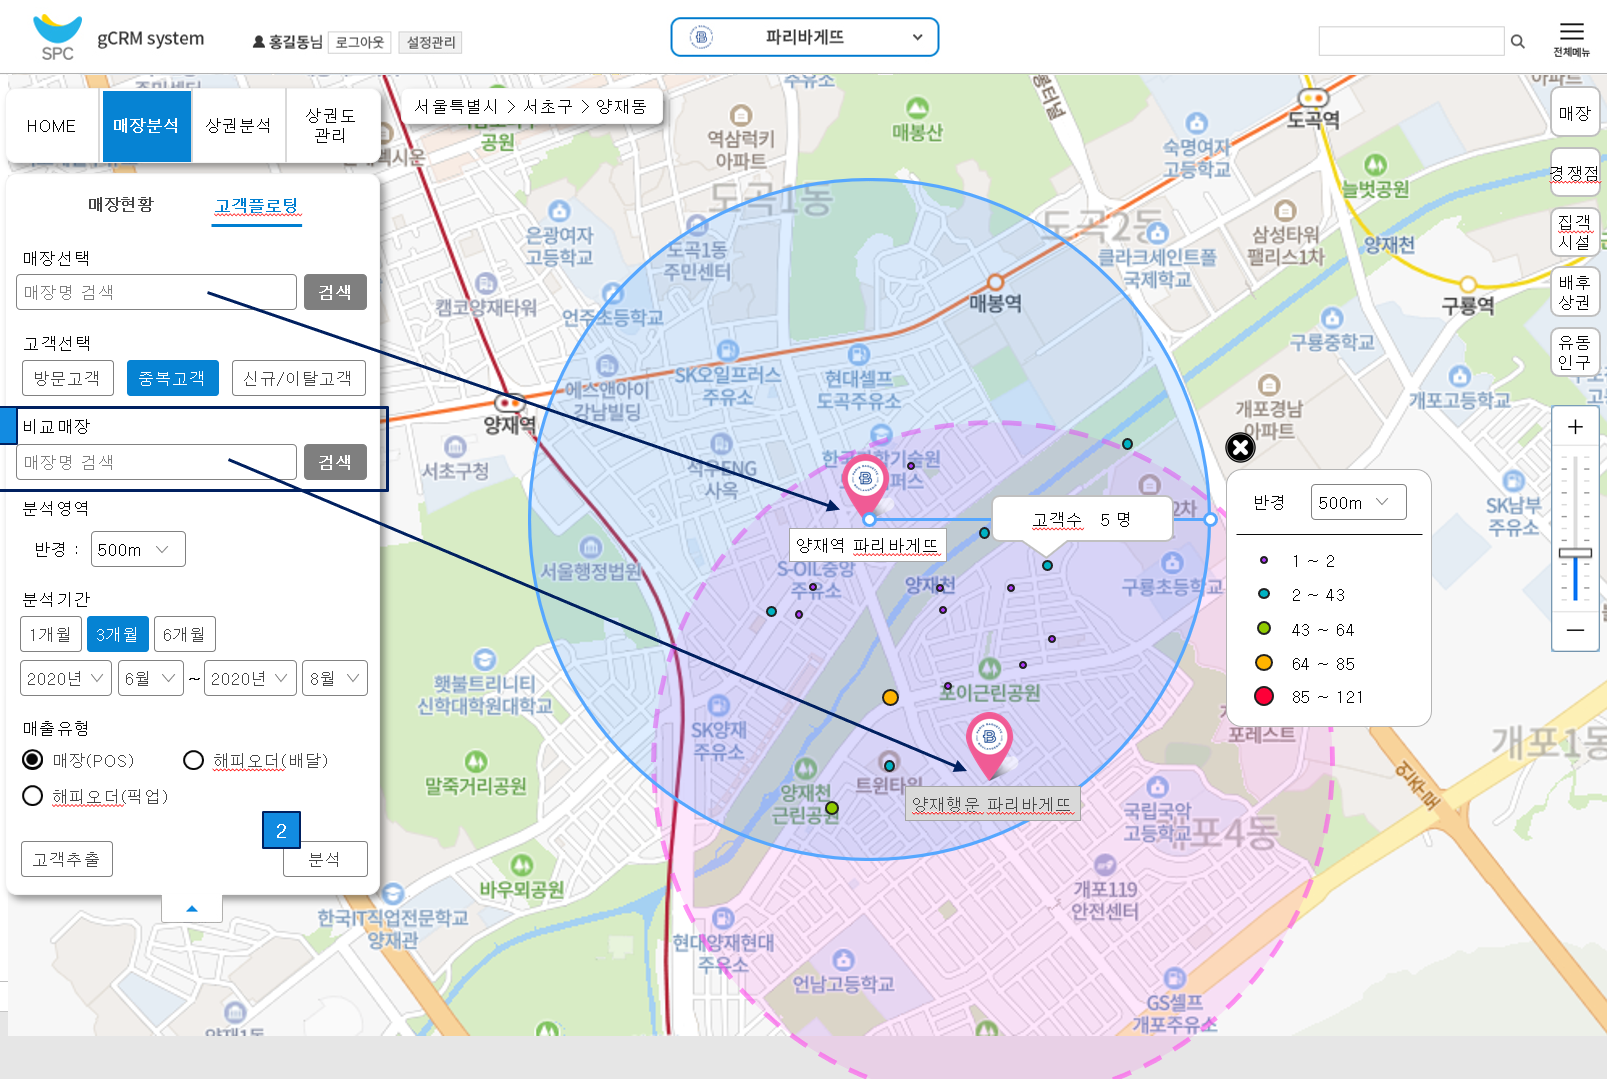 SPC
gCRM system
홍길동님
로그아웃
설정관리
파리바게뜨
전체메뉴
HOME
매장분석
상권분석
상권도
관리
서울특별시 > 서초구 > 양재동
매장현황
고객플로팅
매장선택
매장명 검색
검색
고객선택
방문고객
중복고객
신규/이탈고객
비교매장
매장명 검색
검색
분석영역
반경 :
500m
분석기간
1개월
3개월
6개월
2020년
6월
~
2020년
8월
매출유형
매장(POS)
해피오더(배달)
해피오더(픽업)
2
고객추출
분석
매장
경쟁점
집객
시설
배후
상권
유동
인구
반경
500m
1 ~ 2
2 ~ 43
43 ~ 64
64 ~ 85
85 ~ 121
고객수 5 명
양재역 파리바게뜨
양재행운 파리바게뜨
주유소
공원
역삼럭키
아파트
매봉산
봉터널
도곡역
숙명여자
고등학교
늘벗공원
아파트
도곡1동
도곡2동
은광여자
고등학교
도곡1동
주민센터
삼성타워
팰리스1차
양재천
클라크세인트폴
국제학교
캠코양재타워
언주초등학교
매봉역
구룡역
구룡중학교
SK오일프러스
주유소
현대셀프
도곡주유소
에스앤아이
강남빌딩
양재역
개포경남
아파트
개포고등학교
서초구청
석유ENG
사옥
SK남부
주유소
서울행정법원
S-OIL중앙
주유소
양재천
구룡초등학교
횃불트리니티
신학대학원대학교
포이근린공원
SK양재
주유소
포레스트
개포1동
말죽거리공원
양재천
근린공원
트윈타워
국립국악
고등학교
개포4동
바우뫼공원
한국IT직업전문학교
양재관
개포119
안전센터
현대양재현대
주유소
언남고등학교
GS셀프
개포주유소
양재1동